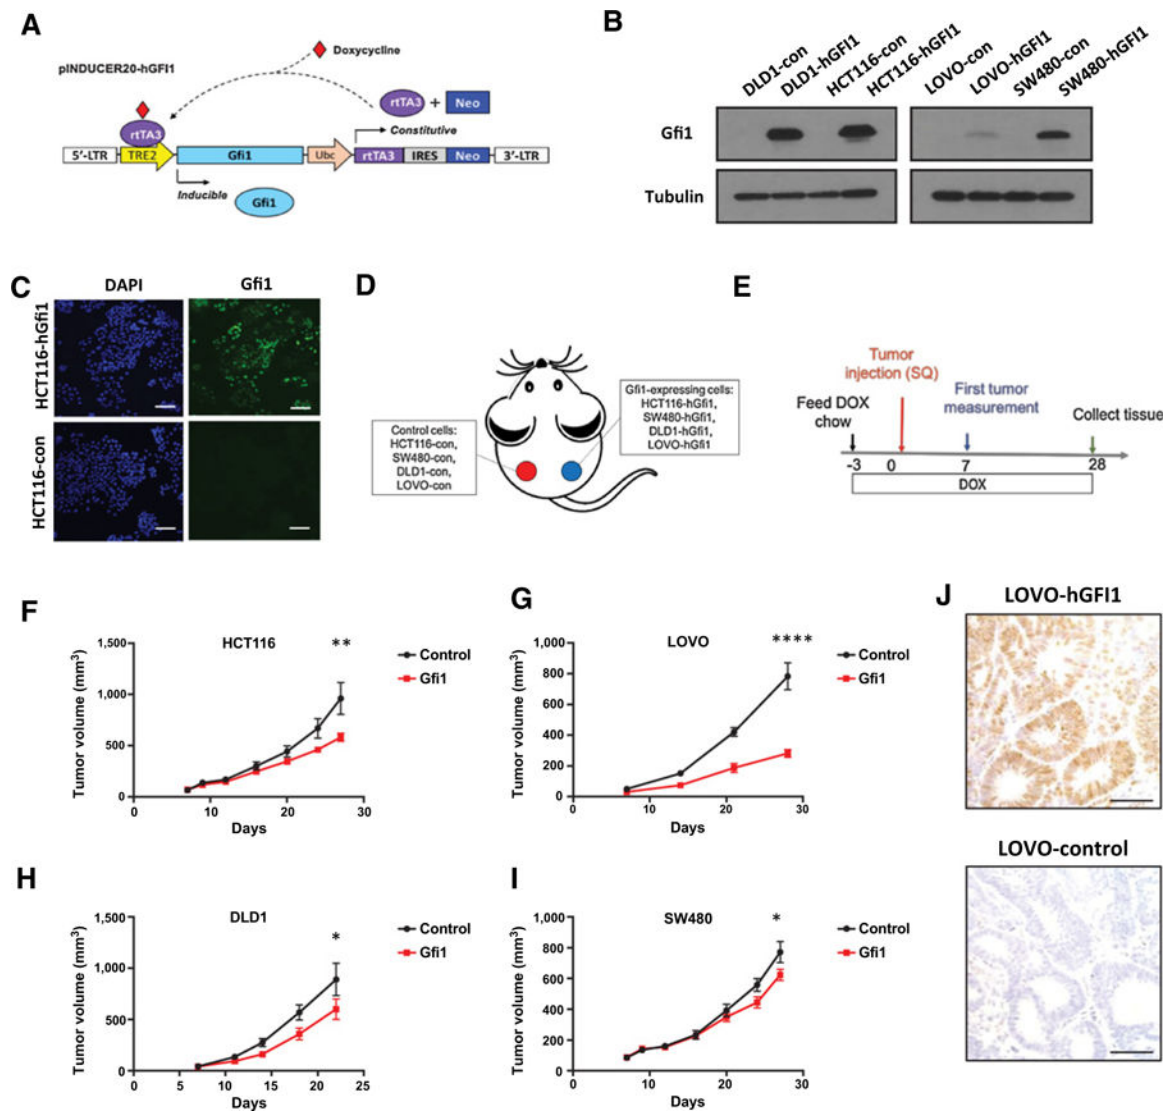 A
pINDUCER20-hGFI1
Doxycycline
rtTA3 + Neo
rtTA3
Constitutive
5′-LTR TRE2 Gfi1 Ubc rtTA3 IRES Neo 3′-LTR
Inducible
Gfi1
B
DLD1-con
DLD1-hGFI1
HCT116-con
HCT116-hGFI1
LOVO-con
LOVO-hGFI1
SW480-con
SW480-hGFI1
Gfi1
Tubulin
C
DAPI Gfi1
HCT116-hGfi1
HCT116-con
D
Control cells:
HCT116-con,
SW480-con,
DLD1-con,
LOVO-con
Gfi1-expressing cells:
HCT116-hGfi1,
SW480-hGfi1,
DLD1-hGfi1,
LOVO-hGfi1
E
Tumor
injection (SQ)
Feed DOX
chow
First tumor
measurement
Collect tissue
-3 0 7 28
DOX
F
HCT116
**
Control
Gfi1
Tumor volume (mm³)
1,500
1,000
500
0
0 10 20 30
Days
G
LOVO
****
Control
Gfi1
Tumor volume (mm³)
1,000
800
600
400
200
0
0 10 20 30
Days
H
DLD1
*
Control
Gfi1
Tumor volume (mm³)
1,500
1,000
500
0
0 5 10 15 20 25
Days
I
SW480
*
Control
Gfi1
Tumor volume (mm³)
1,000
800
600
400
200
0
0 10 20 30
Days
J
LOVO-hGFI1
LOVO-control